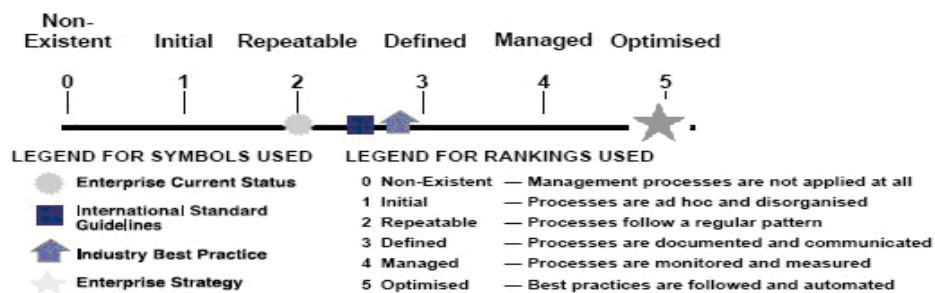 Non-
Existent Initial Repeatable Defined Managed Optimised
0 1 2 3 4 5
LEGEND FOR SYMBOLS USED
Enterprise Current Status
International Standard
Guidelines
Industry Best Practice
Enterprise Strategy
LEGEND FOR RANKINGS USED
0 Non-Existent — Management processes are not applied at all
1 Initial — Processes are ad hoc and disorganised
2 Repeatable — Processes follow a regular pattern
3 Defined — Processes are documented and communicated
4 Managed — Processes are monitored and measured
5 Optimised — Best practices are followed and automated